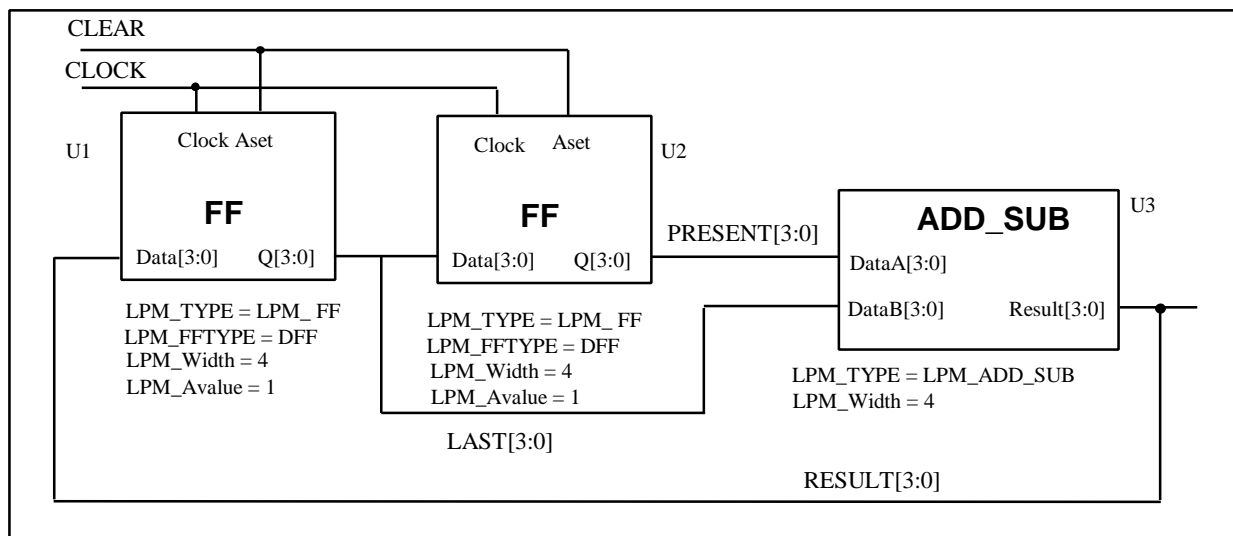 CLEAR
CLOCK
U1
Clock Aset
FF
Data[3:0] Q[3:0]
LPM_TYPE = LPM_ FF
LPM_FFTYPE = DFF
LPM_Width = 4
LPM_Avalue = 1
U2
Clock Aset
FF
Data[3:0] Q[3:0]
LPM_TYPE = LPM_ FF
LPM_FFTYPE = DFF
LPM_Width = 4
LPM_Avalue = 1
PRESENT[3:0]
U3
ADD_SUB
DataA[3:0]
DataB[3:0] Result[3:0]
LPM_TYPE = LPM_ADD_SUB
LPM_Width = 4
LAST[3:0]
RESULT[3:0]